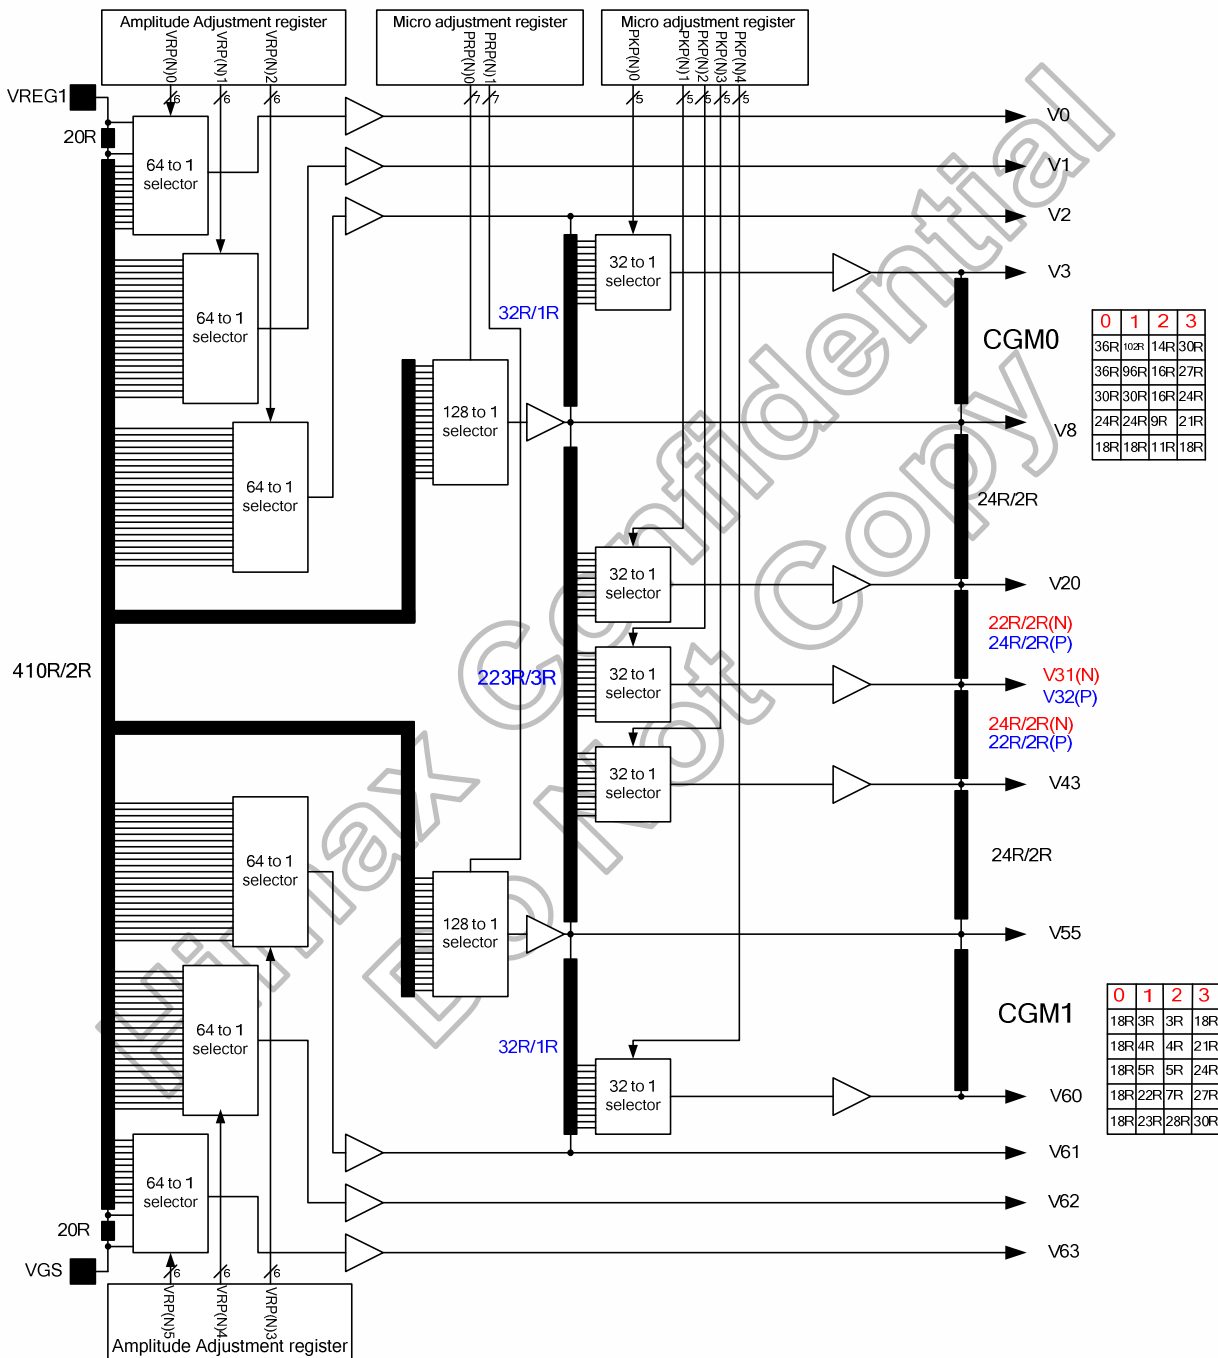 Amplitude Adjustment register
VRP(N)0
VRP(N)1
VRP(N)2
6
6
6
Micro adjustment register
PRP(N)0
PRP(N)1
7
7
Micro adjustment register
PKP(N)0
PKP(N)1
PKP(N)2
PKP(N)3
PKP(N)4
5
5
5
5
5
VREG1
20R
64 to 1
selector
V0
V1
V2
64 to 1
selector
32 to 1
selector
V3
32R/1R
CGM0
0 1 2 3
36R 102R 14R 30R
36R 96R 16R 27R
30R 30R 16R 24R
24R 24R 9R 21R
18R 18R 11R 18R
128 to 1
selector
V8
64 to 1
selector
24R/2R
32 to 1
selector
V20
22R/2R(N)
24R/2R(P)
410R/2R
223R/3R
32 to 1
selector
V31(N)
V32(P)
24R/2R(N)
22R/2R(P)
32 to 1
selector
V43
64 to 1
selector
24R/2R
128 to 1
selector
V55
64 to 1
selector
CGM1
0 1 2 3
18R 3R 3R 18R
18R 4R 4R 21R
18R 5R 5R 24R
18R 22R 7R 27R
18R 23R 28R 30R
32R/1R
32 to 1
selector
V60
64 to 1
selector
V61
V62
20R
V63
VGS
6
6
6
VRP(N)5
VRP(N)4
VRP(N)3
Amplitude Adjustment register
Himax Confidential
Do Not Copy